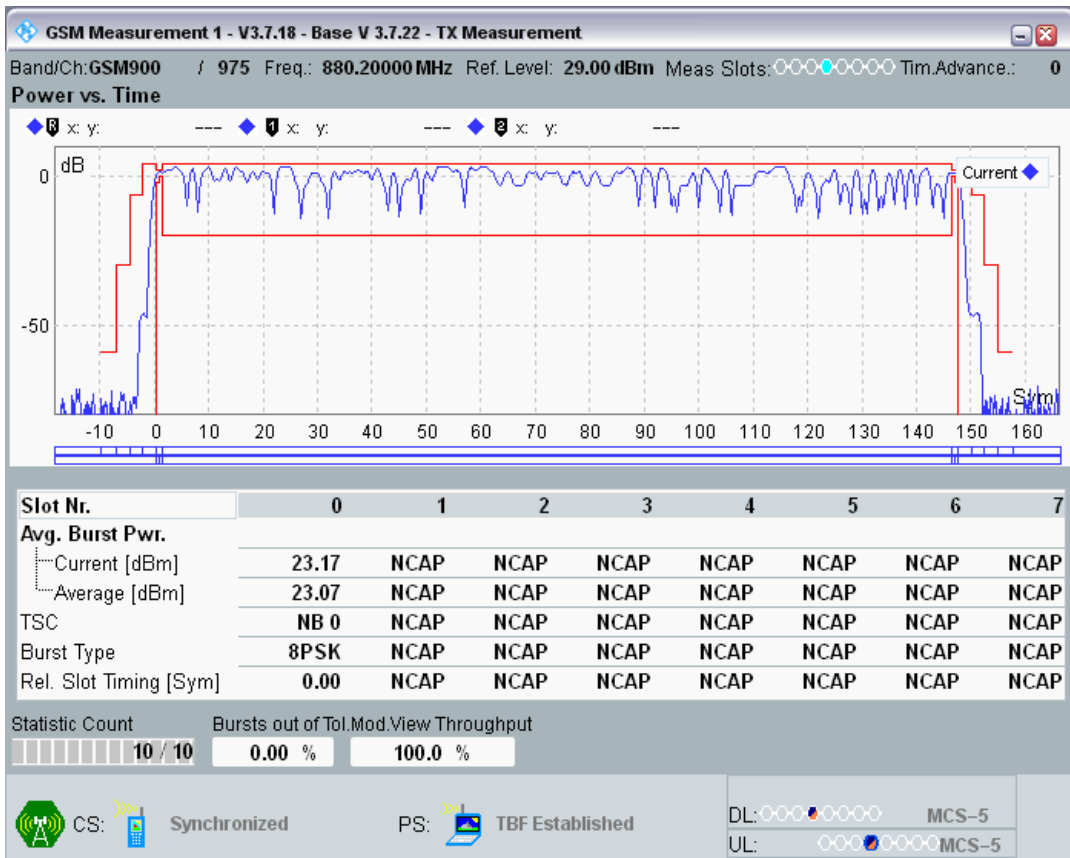 GSM Measurement 1 - V3.7.18 - Base V 3.7.22 - TX Measurement
Band/Ch:GSM900 / 975 Freq.: 880.20000 MHz Ref. Level: 29.00 dBm Meas Slots: Tim.Advance.: 0
Power vs. Time
R x: y: --- 1 x: y: --- 2 x: y: ---
dB
Current
0
-50
Sym
-10 0 10 20 30 40 50 60 70 80 90 100 110 120 130 140 150 160
Slot Nr. 0 1 2 3 4 5 6 7
Avg. Burst Pwr.
Current [dBm] 23.17 NCAP NCAP NCAP NCAP NCAP NCAP NCAP
Average [dBm] 23.07 NCAP NCAP NCAP NCAP NCAP NCAP NCAP
TSC NB 0 NCAP NCAP NCAP NCAP NCAP NCAP NCAP
Burst Type 8PSK NCAP NCAP NCAP NCAP NCAP NCAP NCAP
Rel. Slot Timing [Sym] 0.00 NCAP NCAP NCAP NCAP NCAP NCAP NCAP
Statistic Count Bursts out of Tol.Mod.View Throughput
10 / 10 0.00 % 100.0 %
CS: Synchronized PS: TBF Established
DL: MCS-5
UL: MCS-5